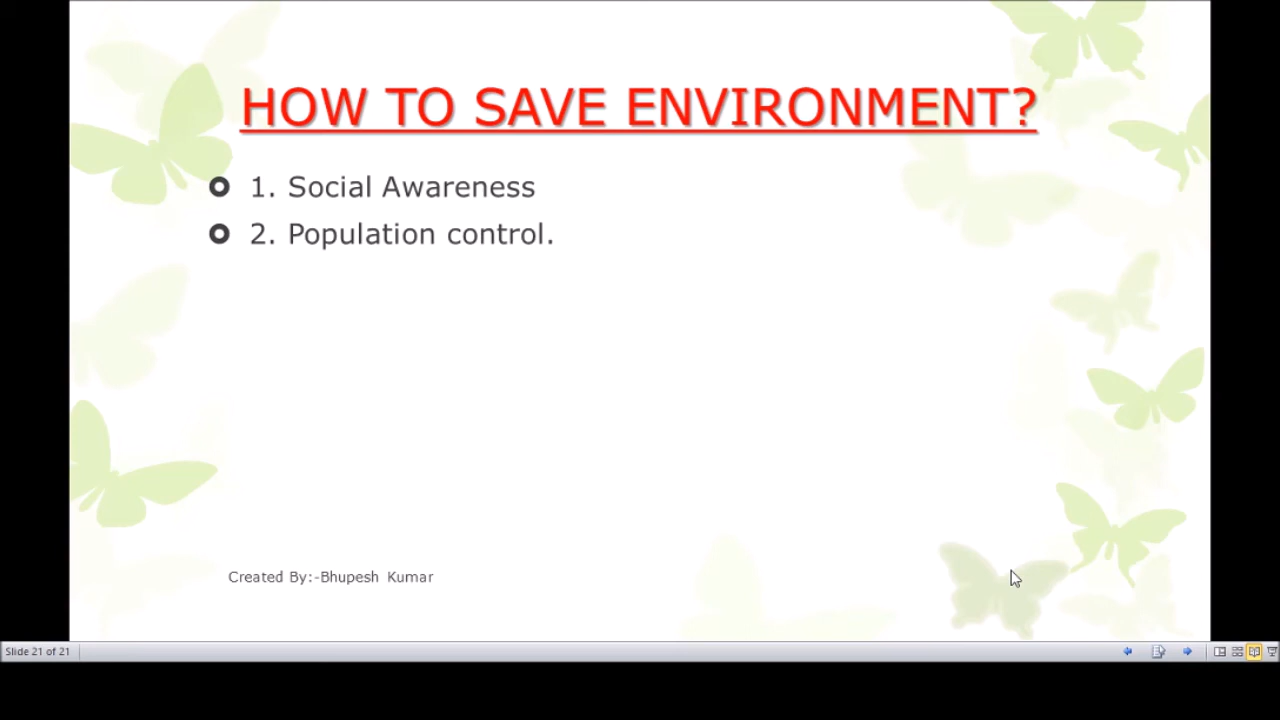 HOW TO SAVE ENVIRONMENT?
1. Social Awareness
2. Population control.
Created By:-Bhupesh Kumar
Slide 21 of 21